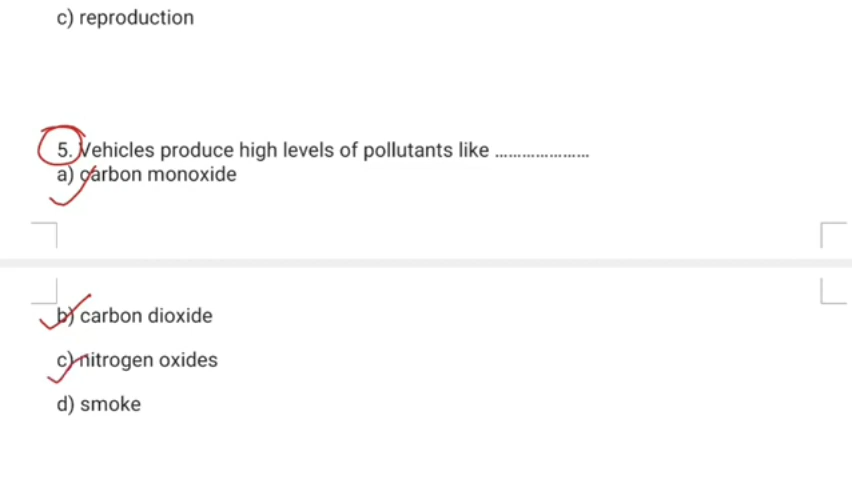 c) reproduction
5. Vehicles produce high levels of pollutants like .....................
a) carbon monoxide
b) carbon dioxide
c) nitrogen oxides
d) smoke